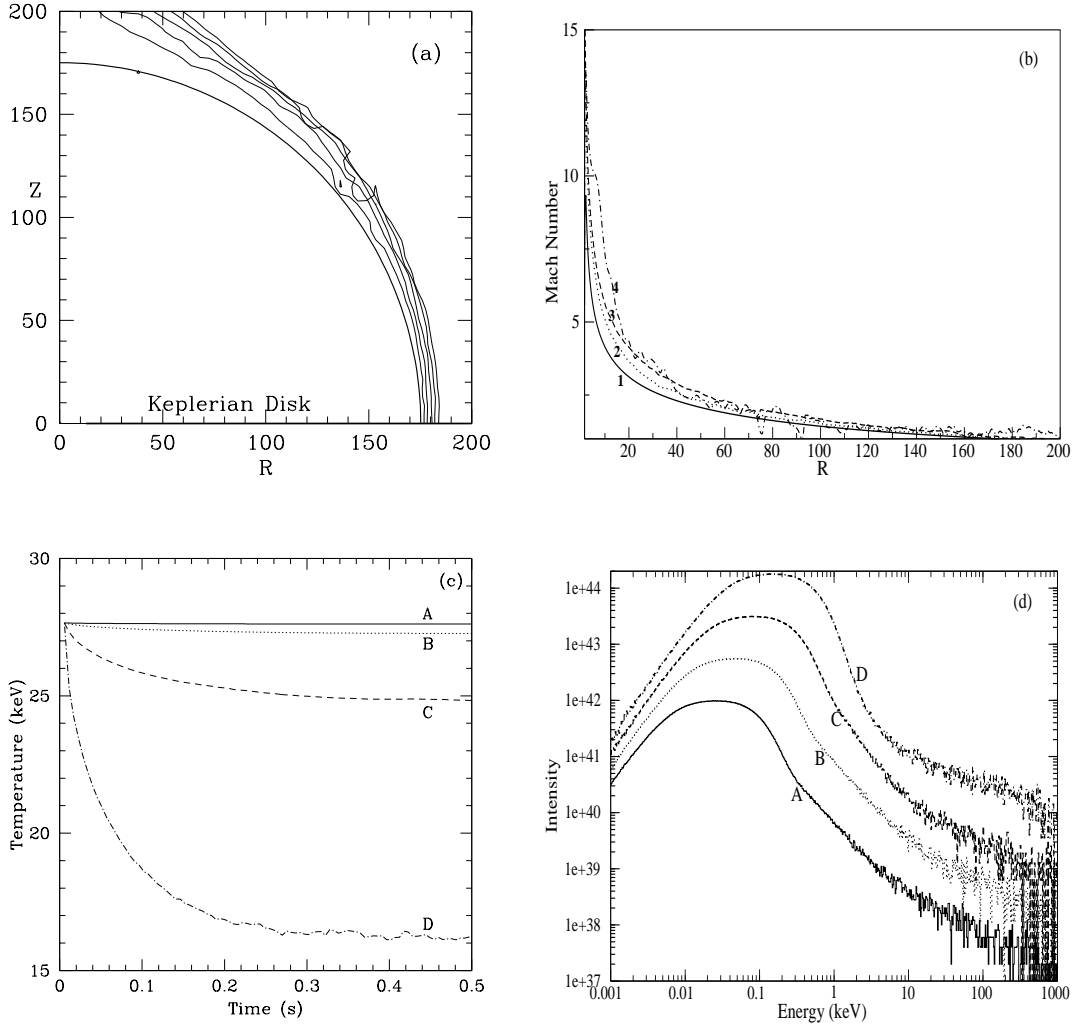 (a)
200
150
100
50
0
Z
Keplerian Disk
0 50 100 150 200
R
(b)
15
10
5
Mach Number
4
3
2
1
20 40 60 80 100 120 140 160 180 200
R
(c)
30
25
20
15
Temperature (keV)
A
B
C
D
0 0.1 0.2 0.3 0.4 0.5
Time (s)
(d)
1e+44
1e+43
1e+42
1e+41
1e+40
1e+39
1e+38
1e+37
Intensity
D
C
B
A
0.001 0.01 0.1 1 10 100 1000
Energy (keV)